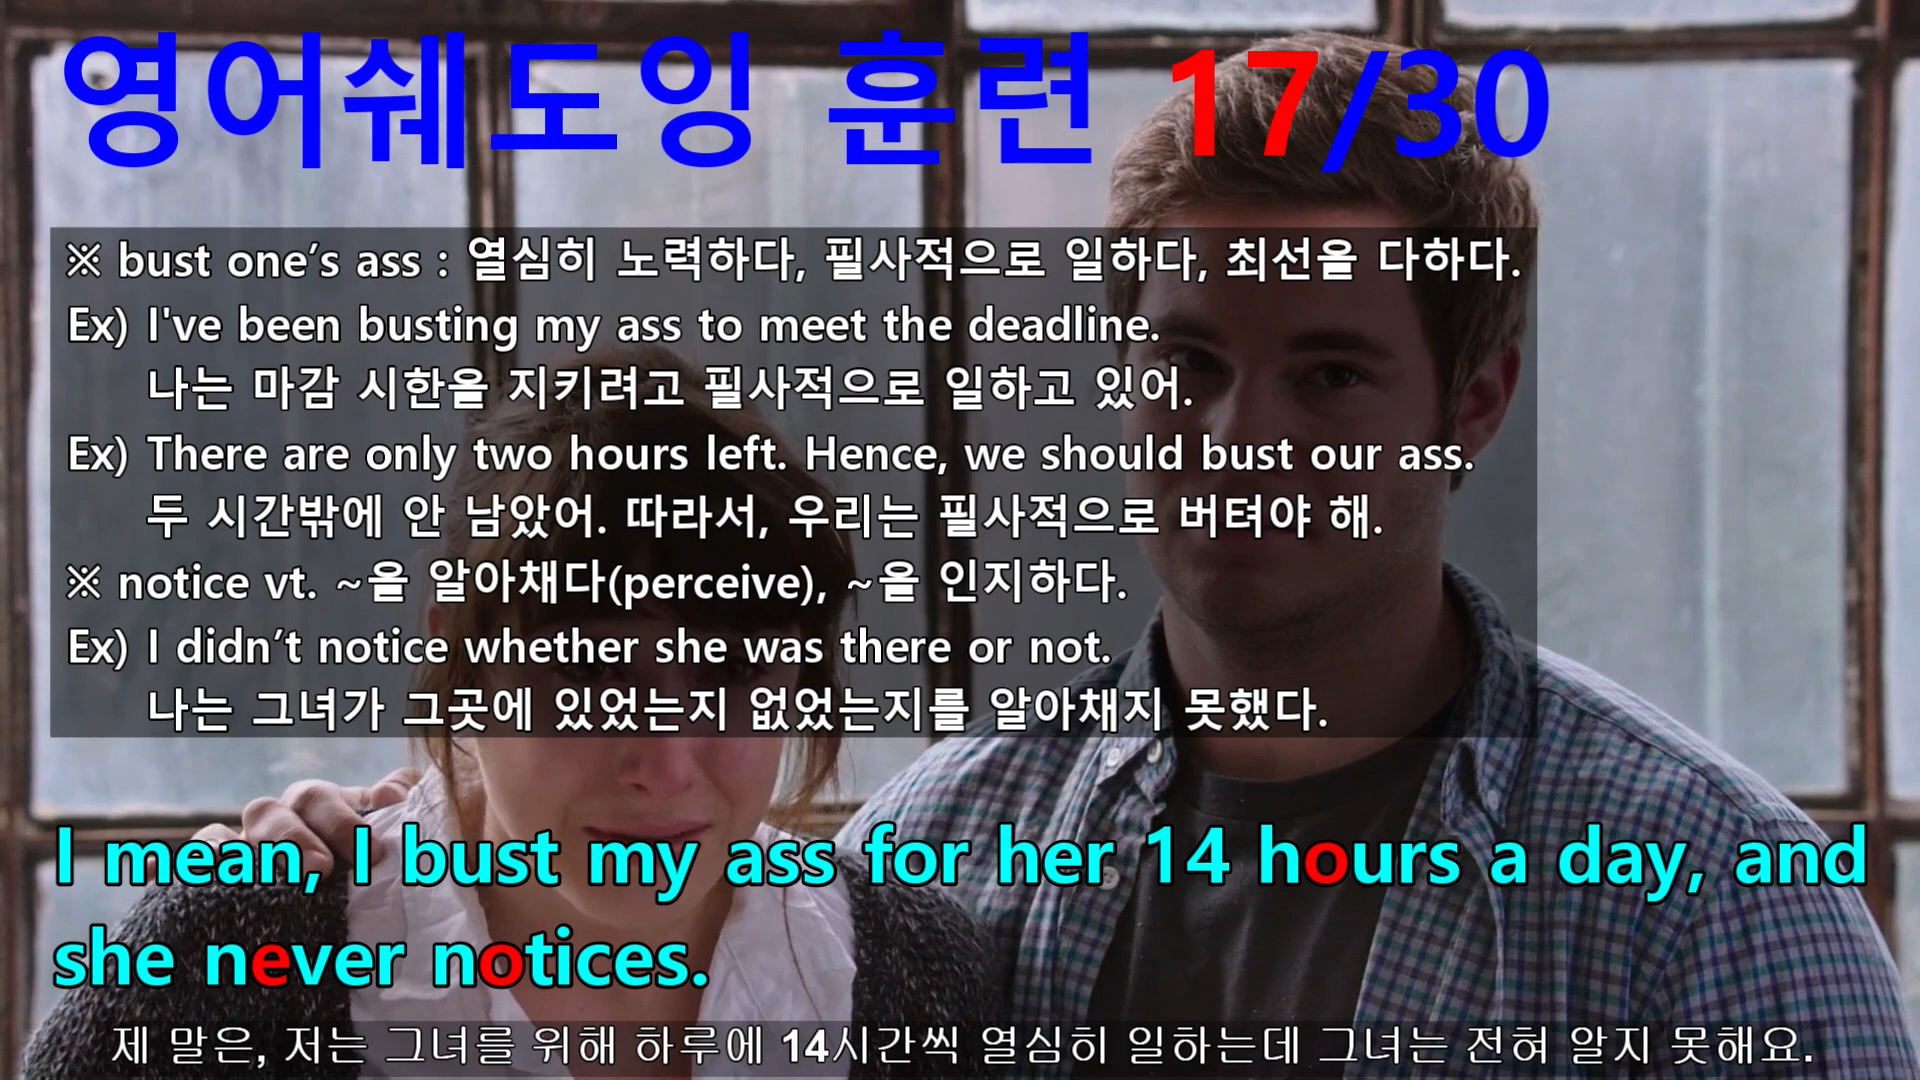 영어쉐도잉 훈련 17/30
※ bust one’s ass : 열심히 노력하다, 필사적으로 일하다, 최선을 다하다.
Ex) I've been busting my ass to meet the deadline.
나는 마감 시한을 지키려고 필사적으로 일하고 있어.
Ex) There are only two hours left. Hence, we should bust our ass.
두 시간밖에 안 남았어. 따라서, 우리는 필사적으로 버텨야 해.
※ notice vt. ~을 알아채다(perceive), ~을 인지하다.
Ex) I didn’t notice whether she was there or not.
나는 그녀가 그곳에 있었는지 없었는지를 알아채지 못했다.
I mean, I bust my ass for her 14 hours a day, and
she never notices.
제 말은, 저는 그녀를 위해 하루에 14시간씩 열심히 일하는데 그녀는 전혀 알지 못해요.